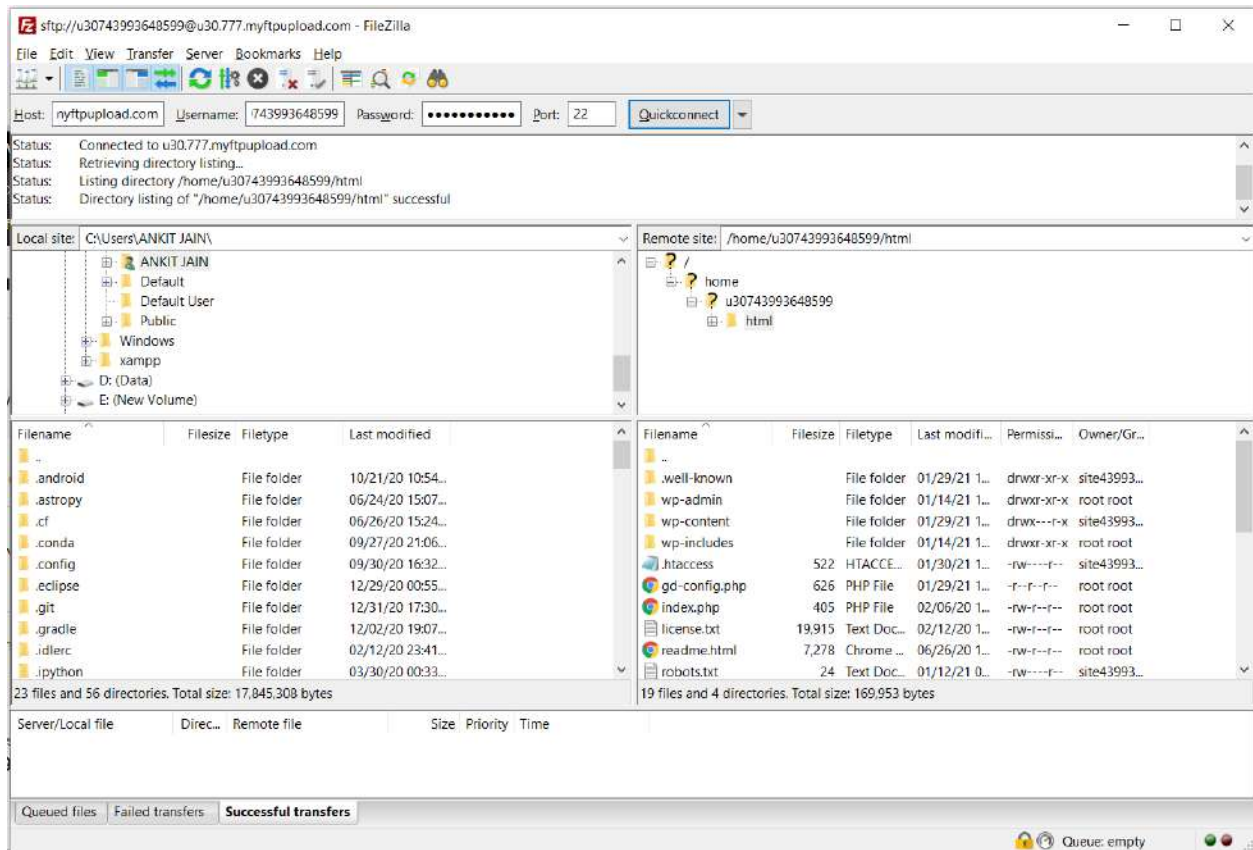 sftp://u30743993648599@u30.777.myftpupload.com - FileZilla
File Edit View Transfer Server Bookmarks Help
Host: nyftpupload.com Username: 743993648599 Password: ●●●●●●●●●●● Port: 22 Quickconnect
Status: Connected to u30.777.myftpupload.com
Status: Retrieving directory listing...
Status: Listing directory /home/u30743993648599/html
Status: Directory listing of "/home/u30743993648599/html" successful
Local site: C:\Users\ANKIT JAIN\
ANKIT JAIN
Default
Default User
Public
Windows
xampp
D: (Data)
E: (New Volume)
Remote site: /home/u30743993648599/html
/
home
u30743993648599
html
Filename Filesize Filetype Last modified
..
.android File folder 10/21/20 10:54...
.astropy File folder 06/24/20 15:07...
.cf File folder 06/26/20 15:24...
.conda File folder 09/27/20 21:06...
.config File folder 09/30/20 16:32...
.eclipse File folder 12/29/20 00:55...
.git File folder 12/31/20 17:30...
.gradle File folder 12/02/20 19:07...
.idlerc File folder 02/12/20 23:41...
.ipython File folder 03/30/20 00:33...
23 files and 56 directories. Total size: 17,845,308 bytes
Filename Filesize Filetype Last modifi... Permissi... Owner/Gr...
..
.well-known File folder 01/29/21 1... drwxr-xr-x site43993...
wp-admin File folder 01/14/21 1... drwxr-xr-x root root
wp-content File folder 01/29/21 1... drwx---r-x site43993...
wp-includes File folder 01/14/21 1... drwxr-xr-x root root
.htaccess 522 HTACCE... 01/30/21 1... -rw----r-- site43993...
gd-config.php 626 PHP File 01/29/21 1... -r--r--r-- root root
index.php 405 PHP File 02/06/20 1... -rw-r--r-- root root
license.txt 19,915 Text Doc... 02/12/20 1... -rw-r--r-- root root
readme.html 7,278 Chrome ... 06/26/20 1... -rw-r--r-- root root
robots.txt 24 Text Doc... 01/12/21 0... -rw----r-- site43993...
19 files and 4 directories. Total size: 169,953 bytes
Server/Local file Direc... Remote file Size Priority Time
Queued files Failed transfers Successful transfers
Queue: empty